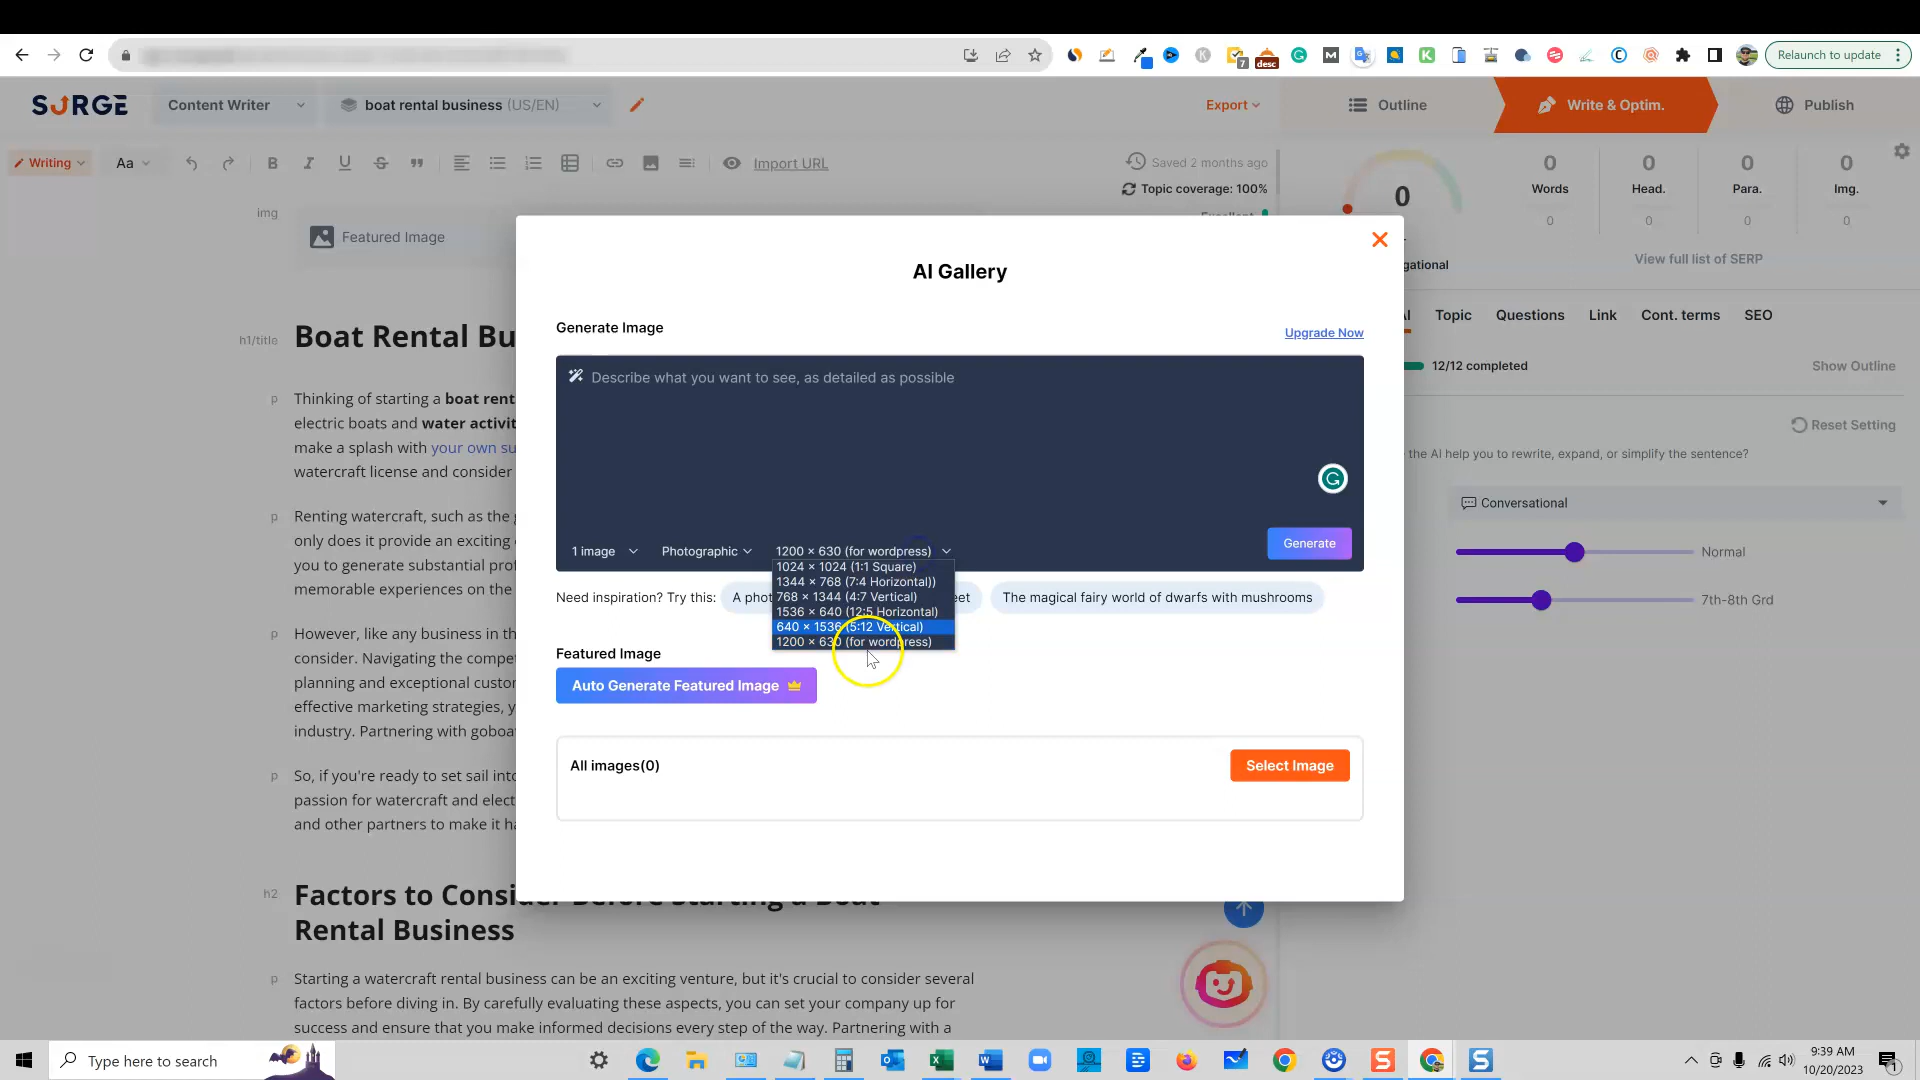 Relaunch to update
SURGE
Content Writer
boat rental business (US/EN)
Export
Outline
Write & Optim.
Publish
Writing
Aa
Import URL
Saved 2 months ago
Topic coverage: 100%
0
0
0
0
0
Words
Head.
Para.
Img.
0
0
0
0
View full list of SERP
img
Featured Image
AI Gallery
Generate Image
Upgrade Now
Describe what you want to see, as detailed as possible
1 image
Photographic
1200 × 630 (for wordpress)
Generate
1024 × 1024 (1:1 Square)
1344 × 768 (7:4 Horizontal))
768 × 1344 (4:7 Vertical)
1536 × 640 (12:5 Horizontal)
640 × 1536 (5:12 Vertical)
1200 × 630 (for wordpress)
Need inspiration? Try this:
The magical fairy world of dwarfs with mushrooms
Featured Image
Auto Generate Featured Image
All images(0)
Select Image
h1/title
Boat Rental Bu
p
Thinking of starting a boat rent
electric boats and water activit
make a splash with your own su
watercraft license and consider
p
Renting watercraft, such as the g
only does it provide an exciting
you to generate substantial pro
memorable experiences on the
p
However, like any business in th
consider. Navigating the compet
planning and exceptional custo
effective marketing strategies, y
industry. Partnering with goboa
p
So, if you're ready to set sail into
passion for watercraft and elect
and other partners to make it ha
h2
Factors to Consider Before Starting a Boat
Rental Business
p
Starting a watercraft rental business can be an exciting venture, but it's crucial to consider several
factors before diving in. By carefully evaluating these aspects, you can set your company up for
success and ensure that you make informed decisions every step of the way. Partnering with a
gational
Topic
Questions
Link
Cont. terms
SEO
12/12 completed
Show Outline
Reset Setting
the AI help you to rewrite, expand, or simplify the sentence?
Conversational
Normal
7th-8th Grd
Type here to search
9:39 AM
10/20/2023